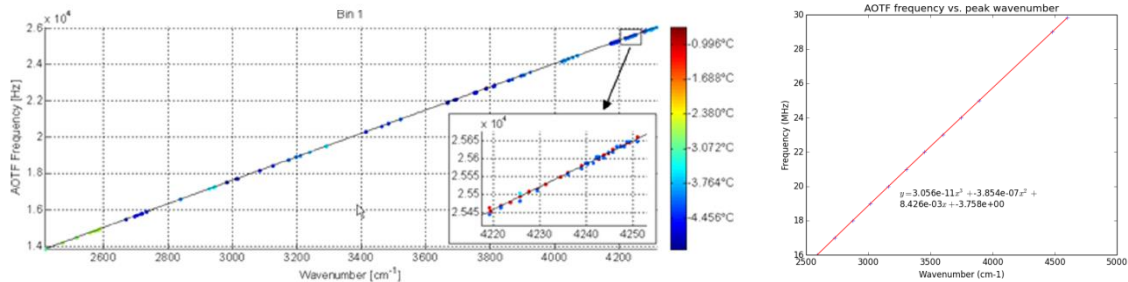 x 10⁴
Bin 1
2.6
2.4
2.2
2
1.8
1.6
1.4
AOTF Frequency [Hz]
2600 2800 3000 3200 3400 3600 3800 4000 4200
Wavenumber [cm⁻¹]
x 10⁴
2.565
2.56
2.555
2.55
2.545
4220 4230 4240 4250
-0.996°C
-1.688°C
-2.380°C
-3.072°C
-3.764°C
-4.456°C
AOTF frequency vs. peak wavenumber
30
28
26
24
22
20
18
16
Frequency (MHz)
y=3.056e-11x³ +-3.854e-07x² +
8.426e-03x +-3.758e+00
2500 3000 3500 4000 4500 5000
Wavenumber (cm-1)